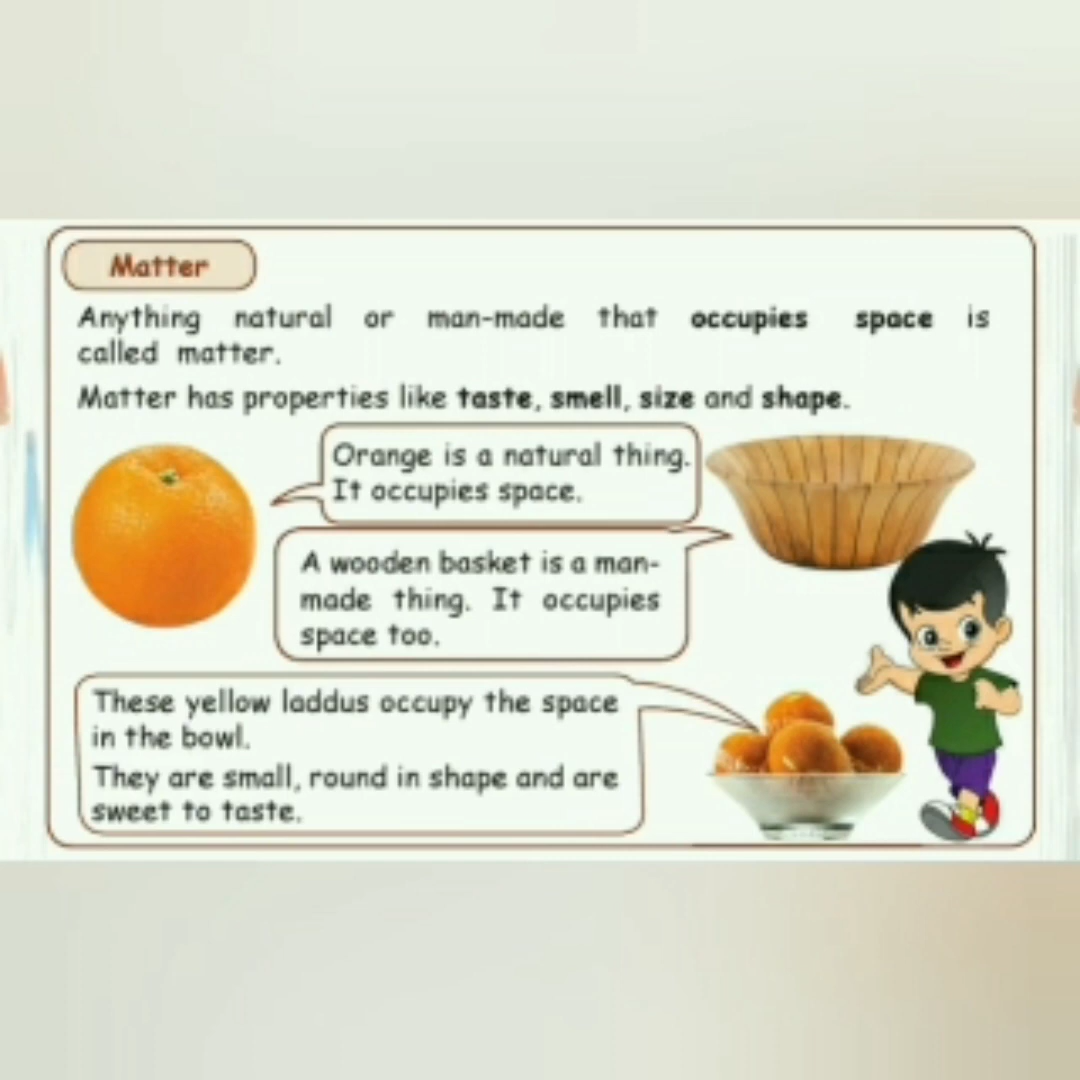 Matter
Anything natural or man-made that occupies space is
called matter.
Matter has properties like taste, smell, size and shape.
Orange is a natural thing.
It occupies space.
A wooden basket is a man-
made thing. It occupies
space too.
These yellow laddus occupy the space
in the bowl.
They are small, round in shape and are
sweet to taste.